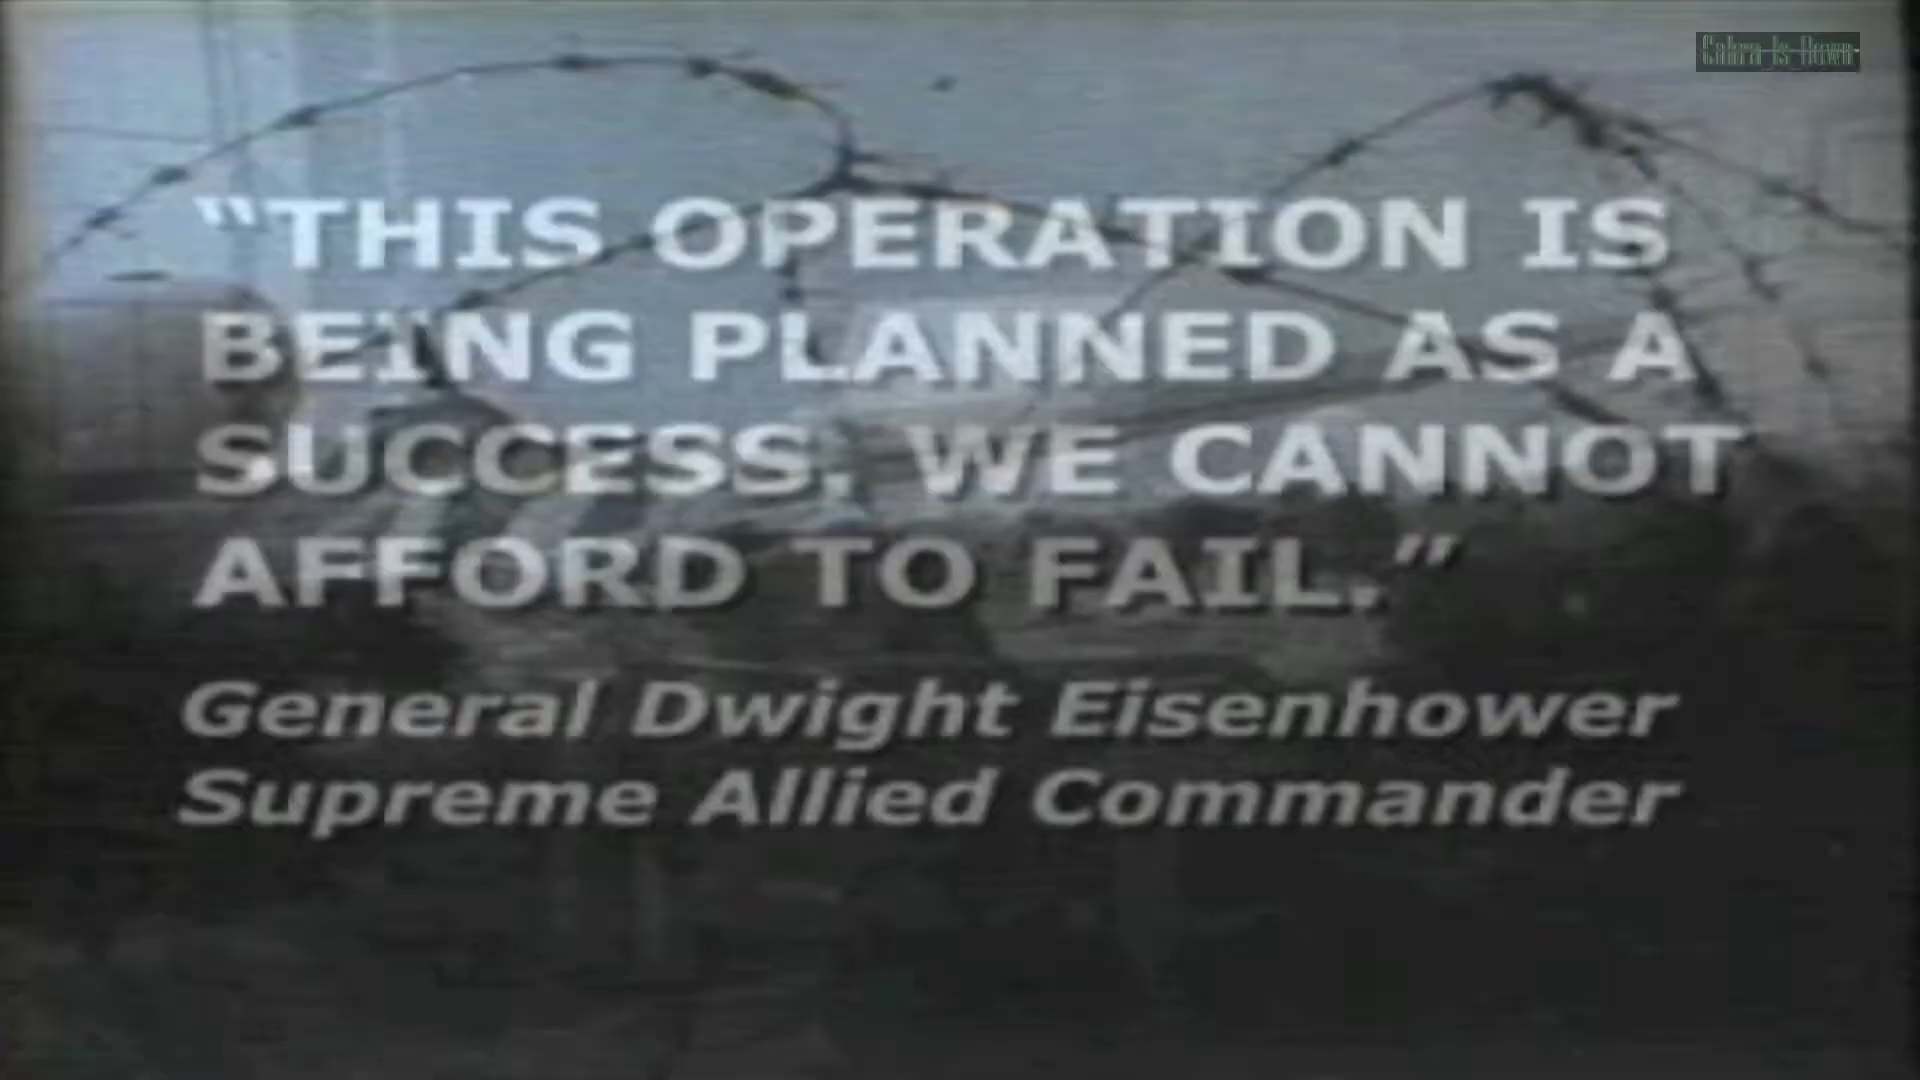 “THIS OPERATION IS
BEING PLANNED AS A
SUCCESS. WE CANNOT
AFFORD TO FAIL.”
General Dwight Eisenhower
Supreme Allied Commander